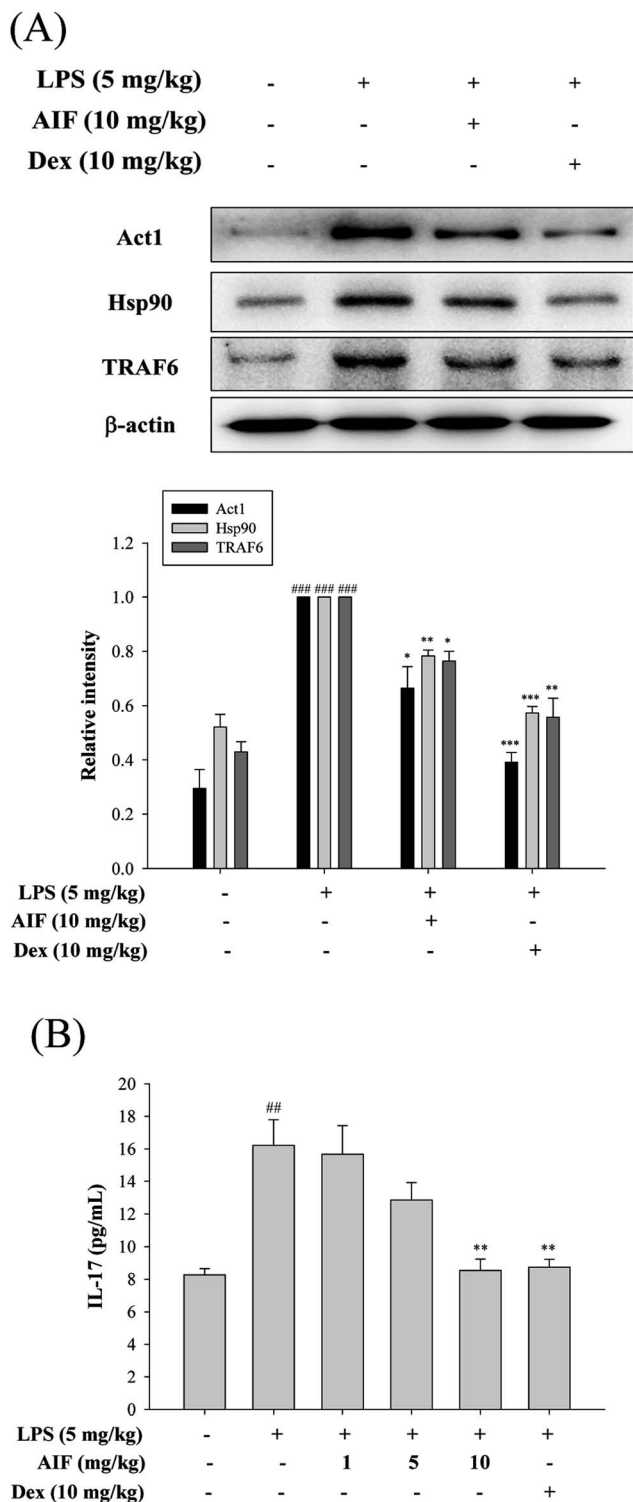 (A)
LPS (5 mg/kg) - + + +
AIF (10 mg/kg) - - + -
Dex (10 mg/kg) - - - +
Act1
Hsp90
TRAF6
β-actin
Act1
Hsp90
TRAF6
1.2
### ### ###
1.0
0.8
* ** *
*** *** **
0.6
0.4
0.2
0.0
Relative intensity
LPS (5 mg/kg) - + + +
AIF (10 mg/kg) - - + -
Dex (10 mg/kg) - - - +
(B)
20
18
##
16
14
12
10
** **
8
6
4
2
0
IL-17 (pg/mL)
LPS (5 mg/kg) - + + + + +
AIF (mg/kg) - - 1 5 10 -
Dex (10 mg/kg) - - - - - +